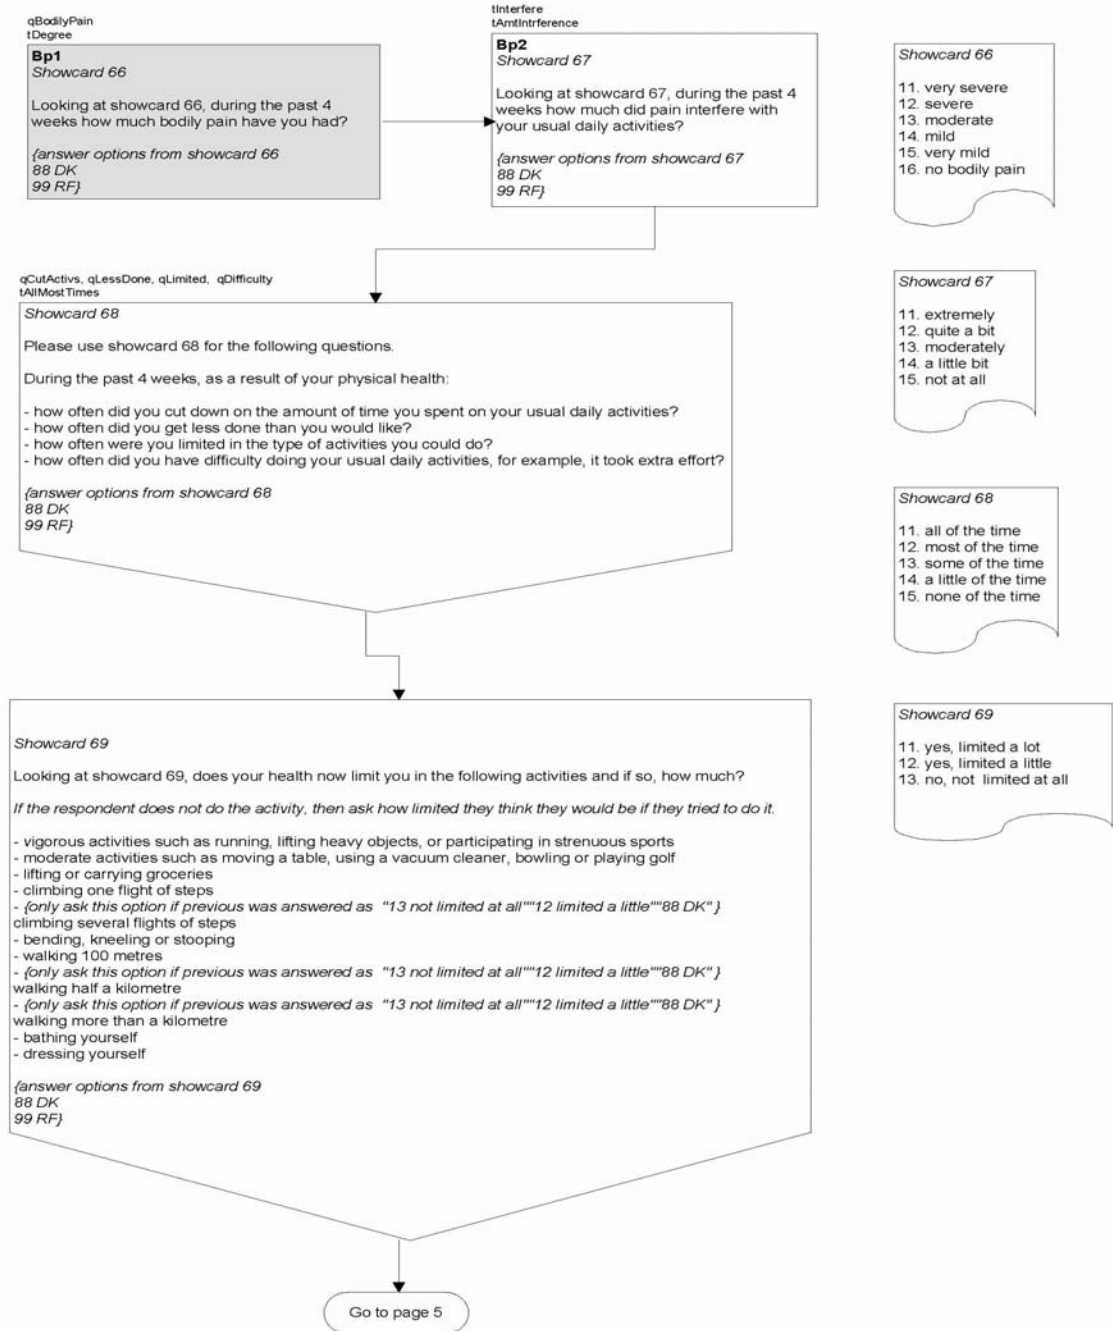 qBodilyPain
tDegree
Bp1
Showcard 66
Looking at showcard 66, during the past 4
weeks how much bodily pain have you had?
{answer options from showcard 66
88 DK
99 RF}
tInterfere
tAmtIntrference
Bp2
Showcard 67
Looking at showcard 67, during the past 4
weeks how much did pain interfere with
your usual daily activities?
{answer options from showcard 67
88 DK
99 RF}
Showcard 66
11. very severe
12. severe
13. moderate
14. mild
15. very mild
16. no bodily pain
qCutActivs, qLessDone, qLimited, qDifficulty
tAllMostTimes
Showcard 68
Please use showcard 68 for the following questions.
During the past 4 weeks, as a result of your physical health:
- how often did you cut down on the amount of time you spent on your usual daily activities?
- how often did you get less done than you would like?
- how often were you limited in the type of activities you could do?
- how often did you have difficulty doing your usual daily activities, for example, it took extra effort?
{answer options from showcard 68
88 DK
99 RF}
Showcard 67
11. extremely
12. quite a bit
13. moderately
14. a little bit
15. not at all
Showcard 68
11. all of the time
12. most of the time
13. some of the time
14. a little of the time
15. none of the time
Showcard 69
Looking at showcard 69, does your health now limit you in the following activities and if so, how much?
If the respondent does not do the activity, then ask how limited they think they would be if they tried to do it.
- vigorous activities such as running, lifting heavy objects, or participating in strenuous sports
- moderate activities such as moving a table, using a vacuum cleaner, bowling or playing golf
- lifting or carrying groceries
- climbing one flight of steps
- {only ask this option if previous was answered as "13 not limited at all""12 limited a little""88 DK" }
climbing several flights of steps
- bending, kneeling or stooping
- walking 100 metres
- {only ask this option if previous was answered as "13 not limited at all""12 limited a little""88 DK" }
walking half a kilometre
- {only ask this option if previous was answered as "13 not limited at all""12 limited a little""88 DK" }
walking more than a kilometre
- bathing yourself
- dressing yourself
{answer options from showcard 69
88 DK
99 RF}
Showcard 69
11. yes, limited a lot
12. yes, limited a little
13. no, not limited at all
Go to page 5